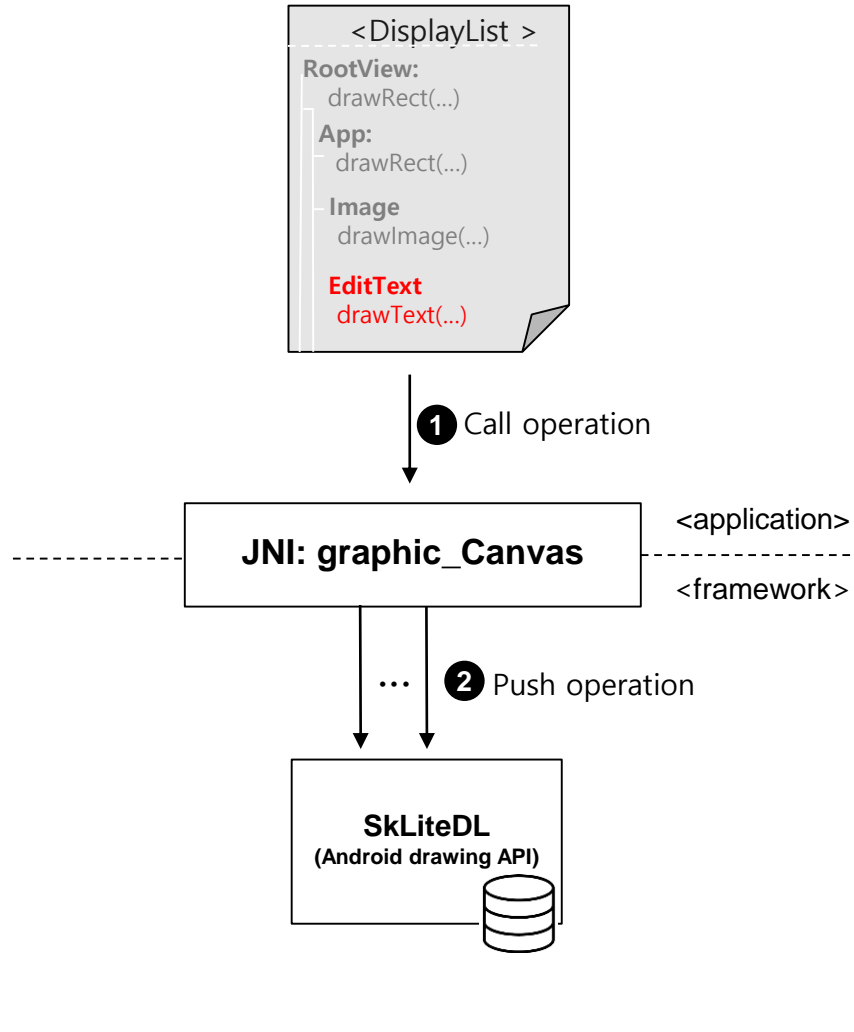 <DisplayList >
RootView:
drawRect(...)
App:
drawRect(...)
Image
drawImage(...)
EditText
drawText(...)
1 Call operation
<application>
JNI: graphic_Canvas
<framework>
... 2 Push operation
SkLiteDL
(Android drawing API)